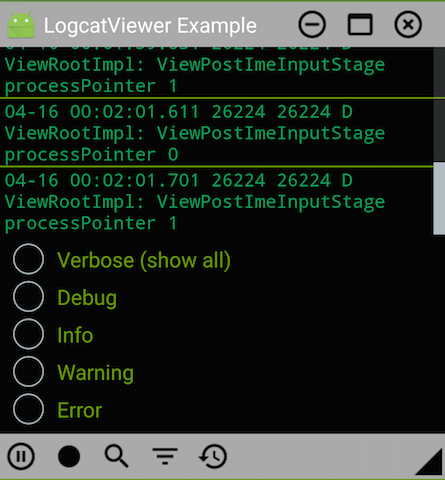 LogcatViewer Example
ViewRootImpl: ViewPostImeInputStage
processPointer 1
04-16 00:02:01.611 26224 26224 D
ViewRootImpl: ViewPostImeInputStage
processPointer 0
04-16 00:02:01.701 26224 26224 D
ViewRootImpl: ViewPostImeInputStage
processPointer 1
Verbose (show all)
Debug
Info
Warning
Error